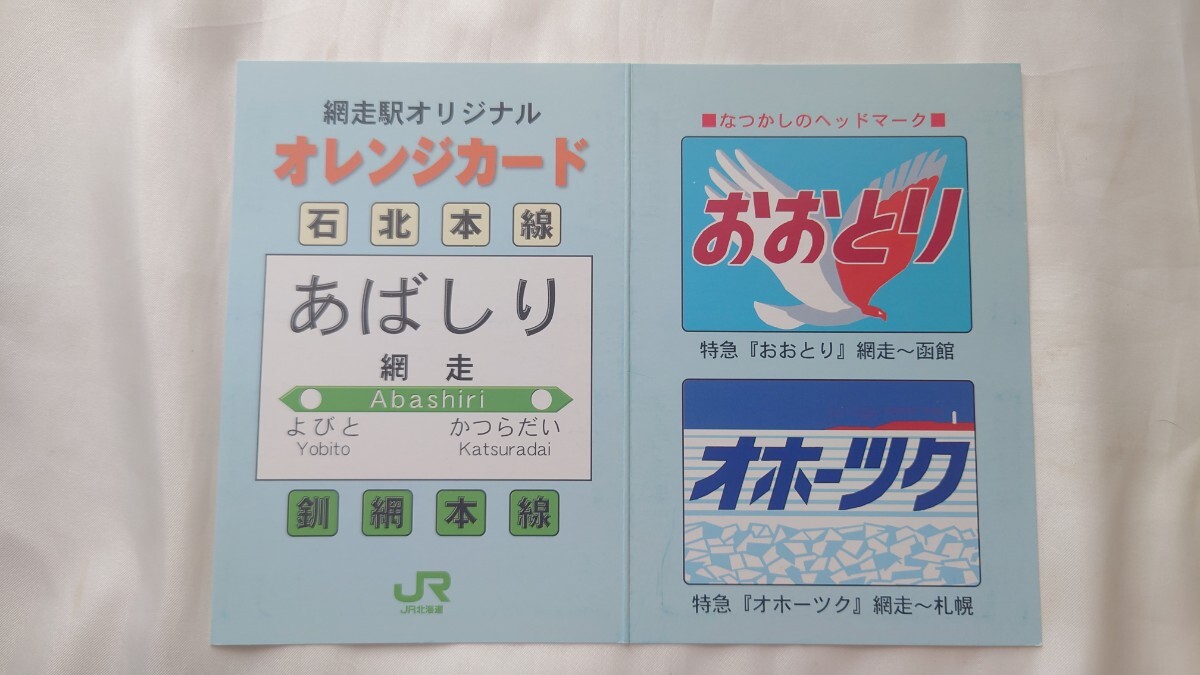 網走駅オリジナル
オレンジカード
石北本線
あばしり
網走
Abashiri
よびと かつらだい
Yobito Katsuradai
釧網本線
JR
JR北海道
■なつかしのヘッドマーク■
おおとり
特急『おおとり』網走～函館
オホーツク
特急『オホーツク』網走～札幌